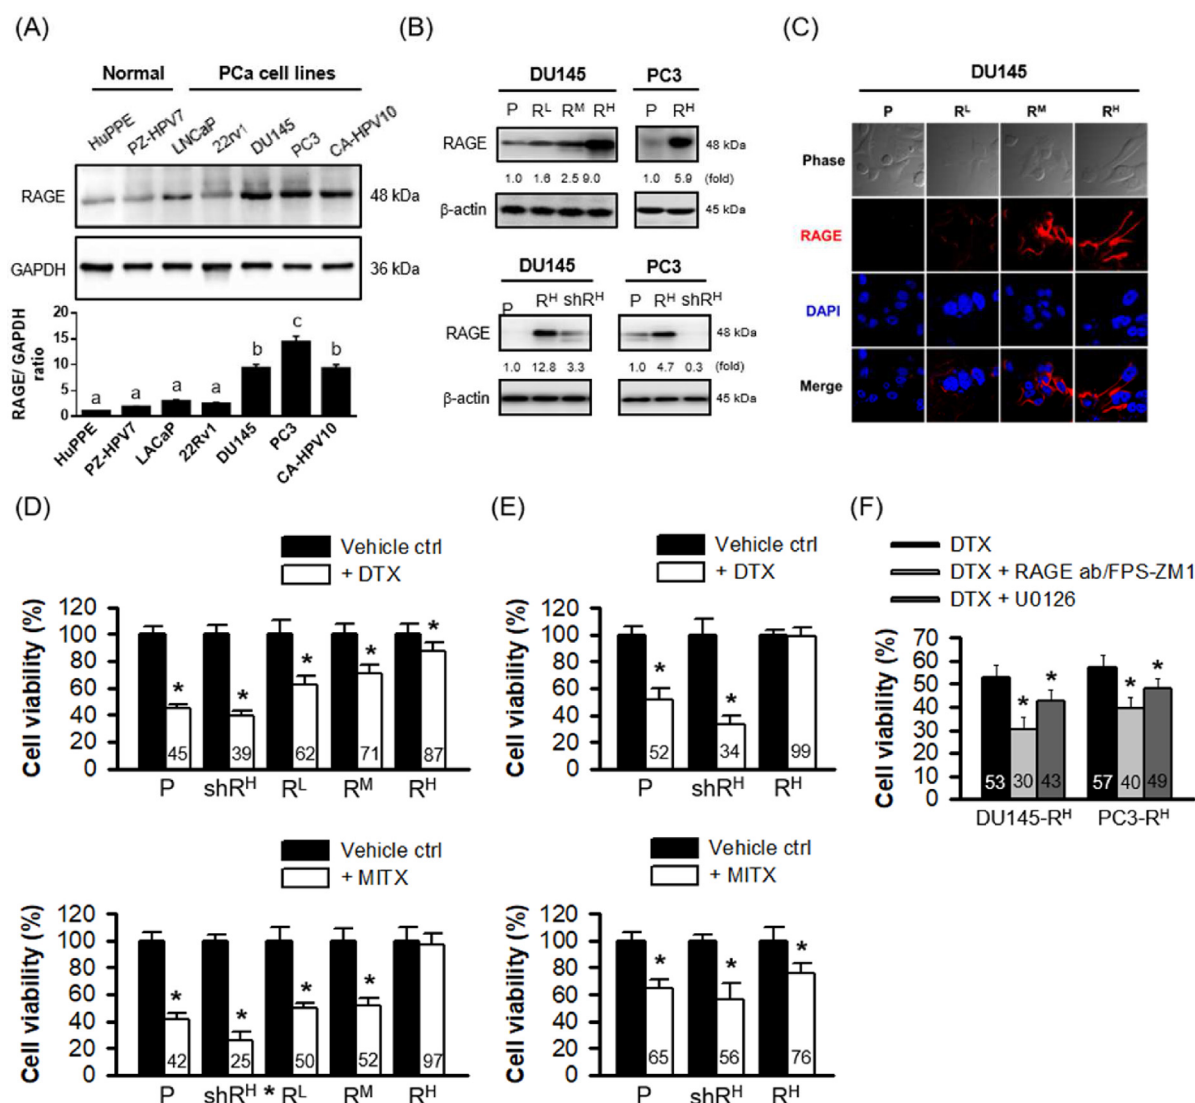 (A)
Normal PCa cell lines
HuPPE PZ-HPV7 LNCaP 22rv1 DU145 PC3 CA-HPV10
RAGE 48 kDa
GAPDH 36 kDa
RAGE/ GAPDH
ratio
20
15
10
5
0
a a a a b c b
HuPPE PZ-HPV7 LACaP 22Rv1 DU145 PC3 CA-HPV10
(B)
DU145 PC3
P Rᴸ Rᴹ Rᴴ P Rᴴ
RAGE 48 kDa
1.0 1.6 2.5 9.0 1.0 5.9 (fold)
β-actin 45 kDa
DU145 PC3
P Rᴴ shRᴴ P Rᴴ shRᴴ
RAGE 48 kDa
1.0 12.8 3.3 1.0 4.7 0.3 (fold)
β-actin 45 kDa
(C)
DU145
P Rᴸ Rᴹ Rᴴ
Phase
RAGE
DAPI
Merge
(D)
Vehicle ctrl
+ DTX
Cell viability (%)
120
100
80
60
40
20
0
* * * * *
45 39 62 71 87
P shRᴴ Rᴸ Rᴹ Rᴴ
Vehicle ctrl
+ MITX
Cell viability (%)
120
100
80
60
40
20
0
* * * *
42 25 50 52 97
P shRᴴ * Rᴸ Rᴹ Rᴴ
(E)
Vehicle ctrl
+ DTX
Cell viability (%)
120
100
80
60
40
20
0
* *
52 34 99
P shRᴴ Rᴴ
Vehicle ctrl
+ MITX
Cell viability (%)
120
100
80
60
40
20
0
* * *
65 56 76
P shRᴴ Rᴴ
(F)
DTX
DTX + RAGE ab/FPS-ZM1
DTX + U0126
Cell viability (%)
70
60
50
40
30
20
10
0
* * * *
53 30 43 57 40 49
DU145-Rᴴ PC3-Rᴴ